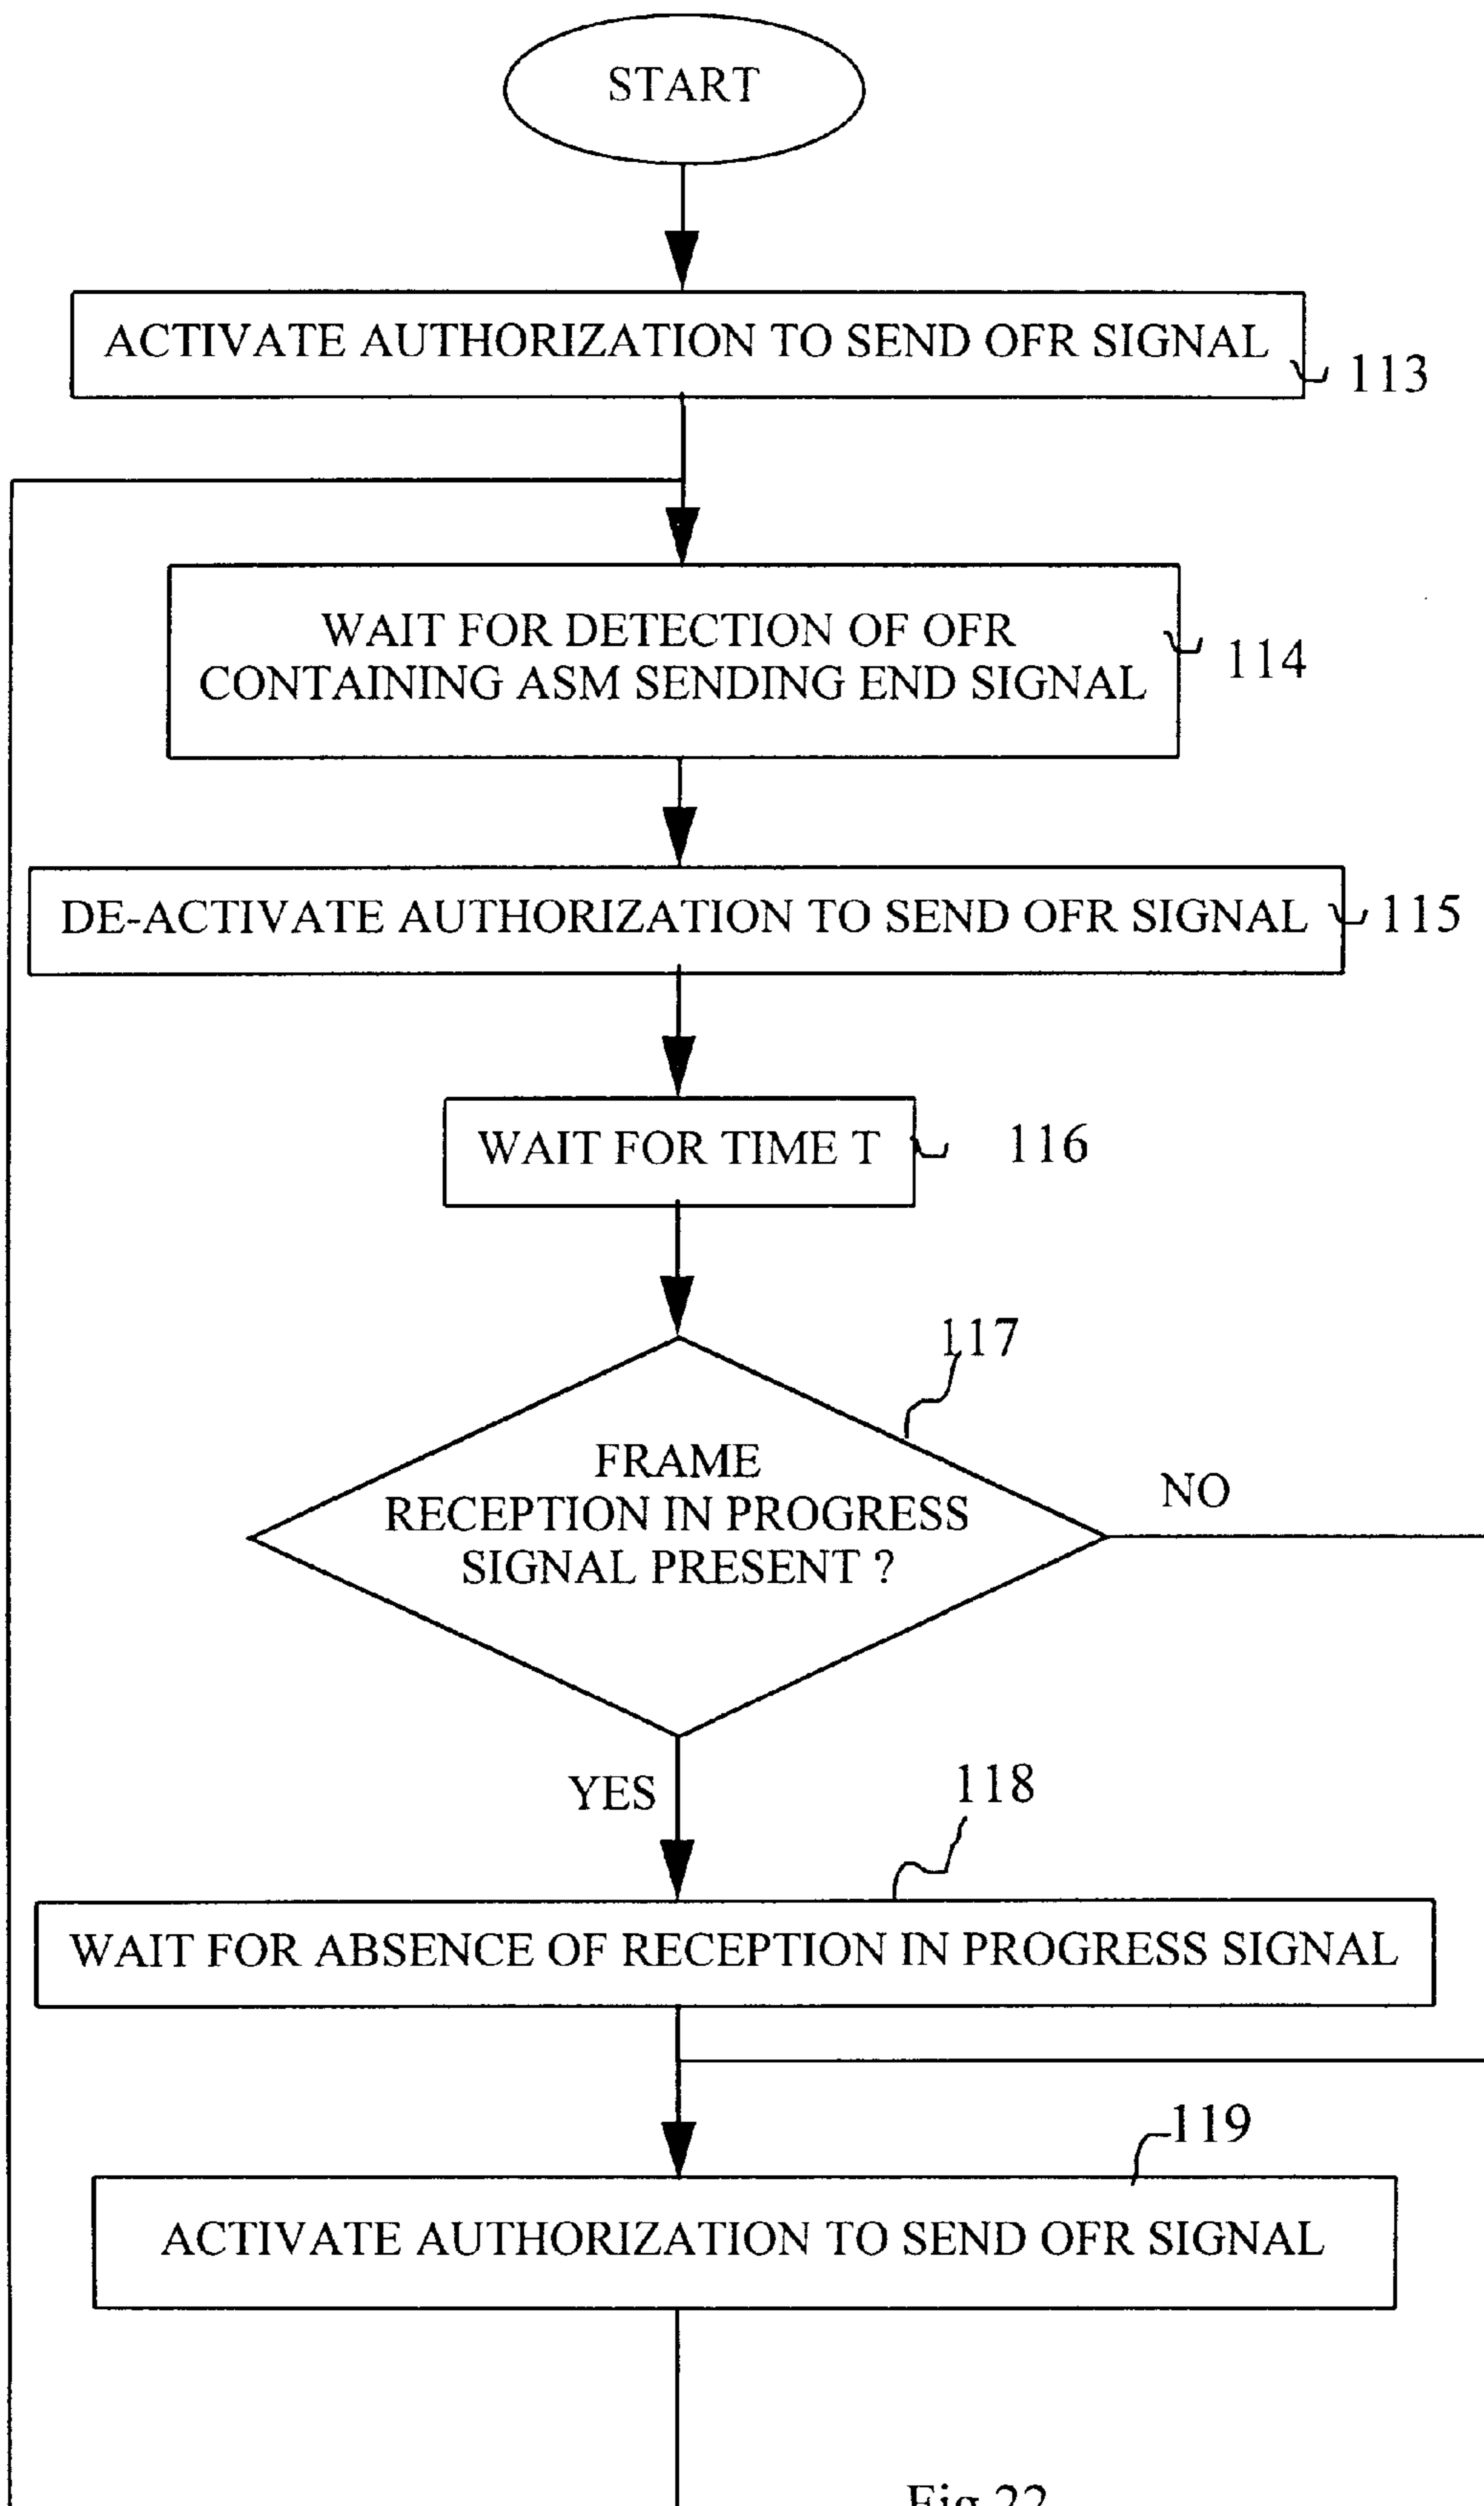 START
ACTIVATE AUTHORIZATION TO SEND OFR SIGNAL
113
WAIT FOR DETECTION OF OFR
CONTAINING ASM SENDING END SIGNAL
114
DE-ACTIVATE AUTHORIZATION TO SEND OFR SIGNAL
115
WAIT FOR TIME T
116
117
FRAME
RECEPTION IN PROGRESS
SIGNAL PRESENT ?
NO
YES
118
WAIT FOR ABSENCE OF RECEPTION IN PROGRESS SIGNAL
119
ACTIVATE AUTHORIZATION TO SEND OFR SIGNAL
Fig 22